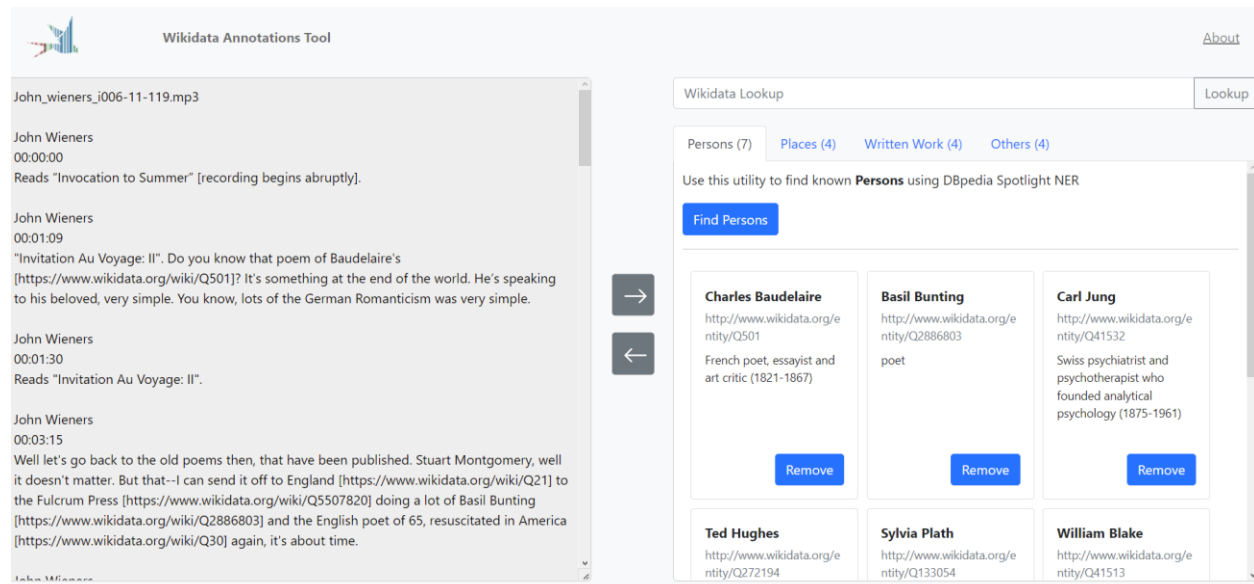 Wikidata Annotations Tool
About
John_wieners_i006-11-119.mp3
John Wieners
00:00:00
Reads “Invocation to Summer” [recording begins abruptly].
John Wieners
00:01:09
"Invitation Au Voyage: II". Do you know that poem of Baudelaire’s
[https://www.wikidata.org/wiki/Q501]? It's something at the end of the world. He’s speaking
to his beloved, very simple. You know, lots of the German Romanticism was very simple.
John Wieners
00:01:30
Reads "Invitation Au Voyage: II".
John Wieners
00:03:15
Well let's go back to the old poems then, that have been published. Stuart Montgomery, well
it doesn't matter. But that--I can send it off to England [https://www.wikidata.org/wiki/Q21] to
the Fulcrum Press [https://www.wikidata.org/wiki/Q5507820] doing a lot of Basil Bunting
[https://www.wikidata.org/wiki/Q2886803] and the English poet of 65, resuscitated in America
[https://www.wikidata.org/wiki/Q30] again, it's about time.
John Wieners
Wikidata Lookup
Lookup
Persons (7)
Places (4)
Written Work (4)
Others (4)
Use this utility to find known Persons using DBpedia Spotlight NER
Find Persons
Charles Baudelaire
http://www.wikidata.org/e
ntity/Q501
French poet, essayist and
art critic (1821-1867)
Remove
Basil Bunting
http://www.wikidata.org/e
ntity/Q2886803
poet
Remove
Carl Jung
http://www.wikidata.org/e
ntity/Q41532
Swiss psychiatrist and
psychotherapist who
founded analytical
psychology (1875-1961)
Remove
Ted Hughes
http://www.wikidata.org/e
ntity/Q272194
Sylvia Plath
http://www.wikidata.org/e
ntity/Q133054
William Blake
http://www.wikidata.org/e
ntity/Q41513